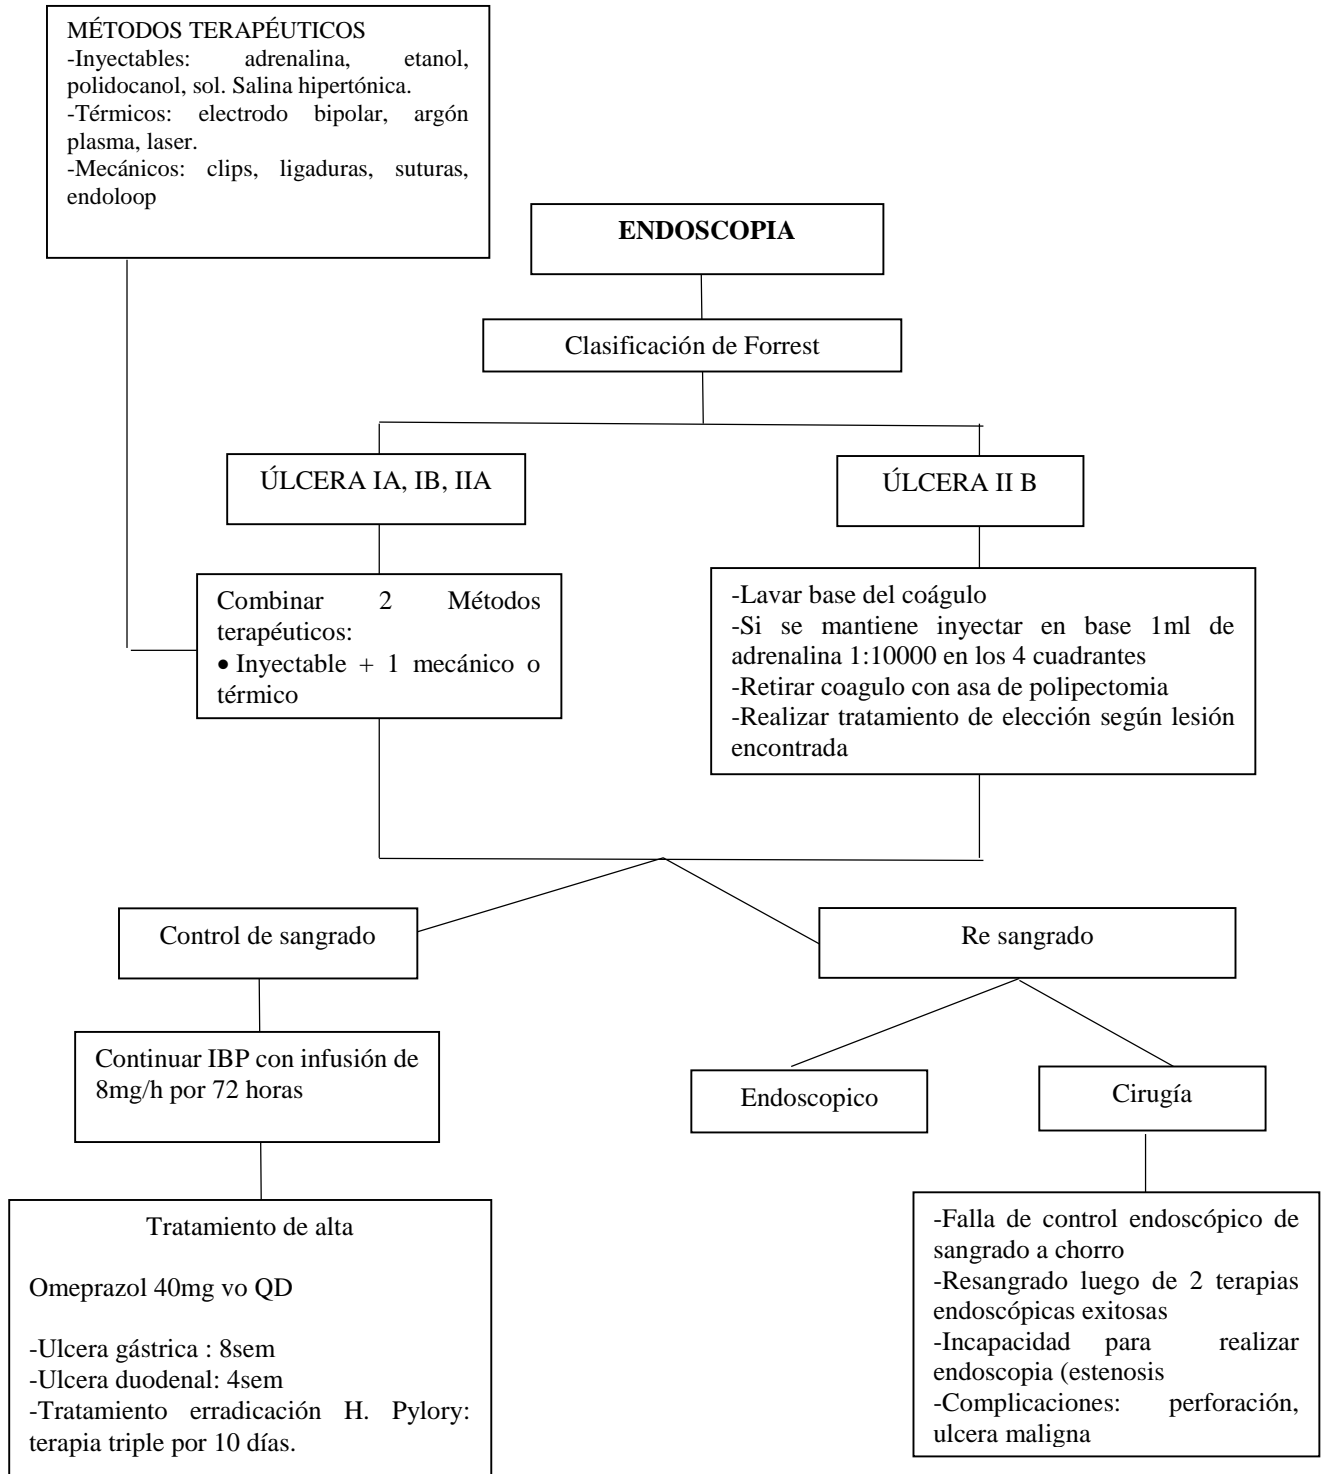 MÉTODOS TERAPÉUTICOS
-Inyectables: adrenalina, etanol,
polidocanol, sol. Salina hipertónica.
-Térmicos: electrodo bipolar, argón
plasma, laser.
-Mecánicos: clips, ligaduras, suturas,
endoloop
ENDOSCOPIA
Clasificación de Forrest
ÚLCERA IA, IB, IIA
ÚLCERA II B
Combinar 2 Métodos
terapéuticos:
• Inyectable + 1 mecánico o
térmico
-Lavar base del coágulo
-Si se mantiene inyectar en base 1ml de
adrenalina 1:10000 en los 4 cuadrantes
-Retirar coagulo con asa de polipectomia
-Realizar tratamiento de elección según lesión
encontrada
Control de sangrado
Re sangrado
Continuar IBP con infusión de
8mg/h por 72 horas
Endoscopico
Cirugía
Tratamiento de alta
Omeprazol 40mg vo QD
-Ulcera gástrica : 8sem
-Ulcera duodenal: 4sem
-Tratamiento erradicación H. Pylory:
terapia triple por 10 días.
-Falla de control endoscópico de
sangrado a chorro
-Resangrado luego de 2 terapias
endoscópicas exitosas
-Incapacidad para realizar
endoscopia (estenosis
-Complicaciones: perforación,
ulcera maligna